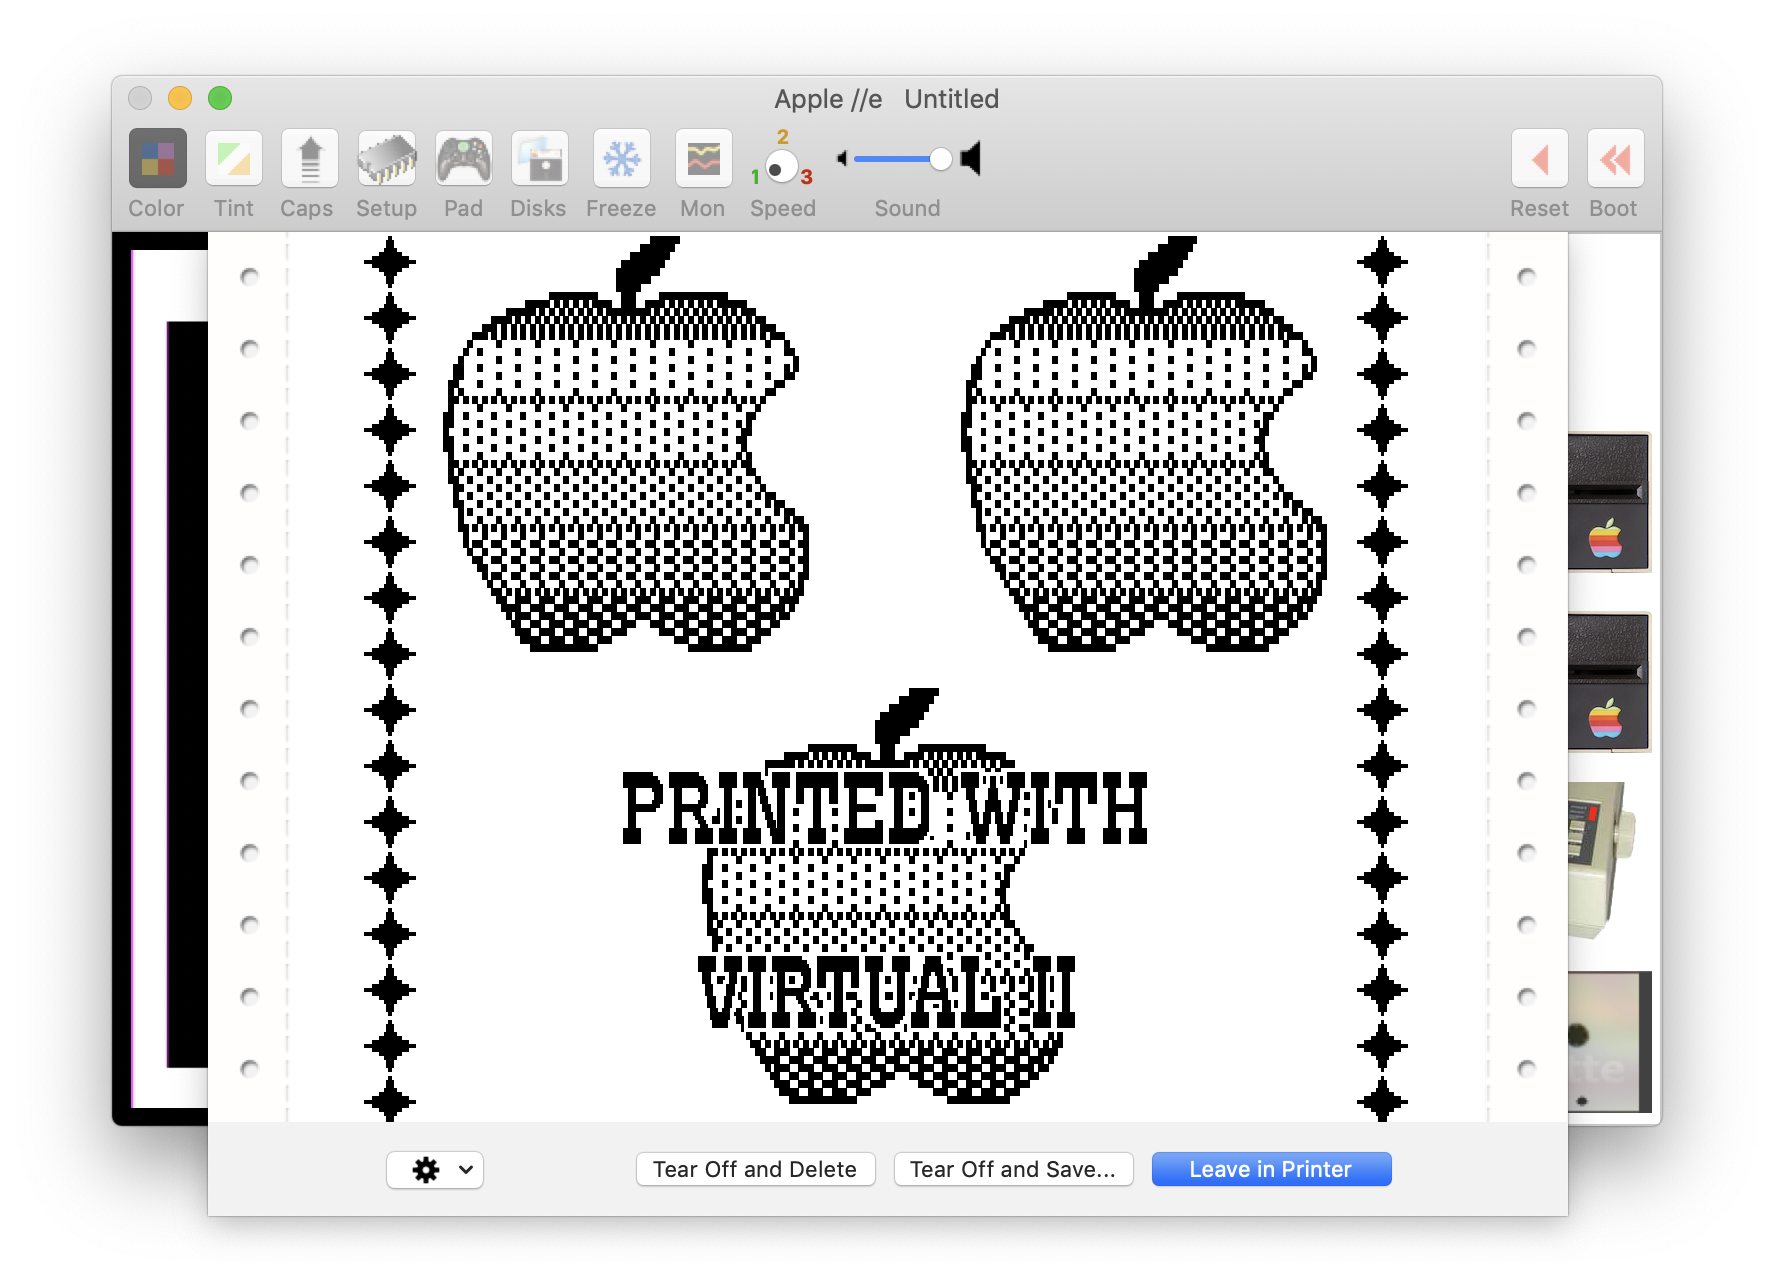 Apple //e Untitled
2
1 3
Color Tint Caps Setup Pad Disks Freeze Mon Speed Sound Reset Boot
PRINTED WITH
VIRTUAL II
Tear Off and Delete Tear Off and Save... Leave in Printer